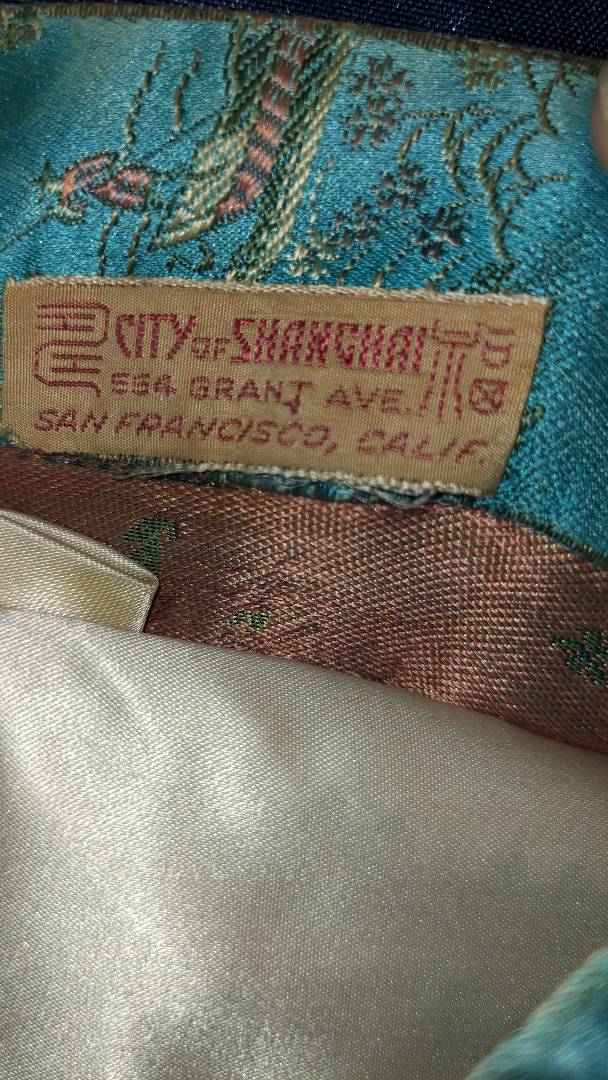 CITY OF SHANGHAI
564 GRANT AVE.
SAN FRANCISCO, CALIF.